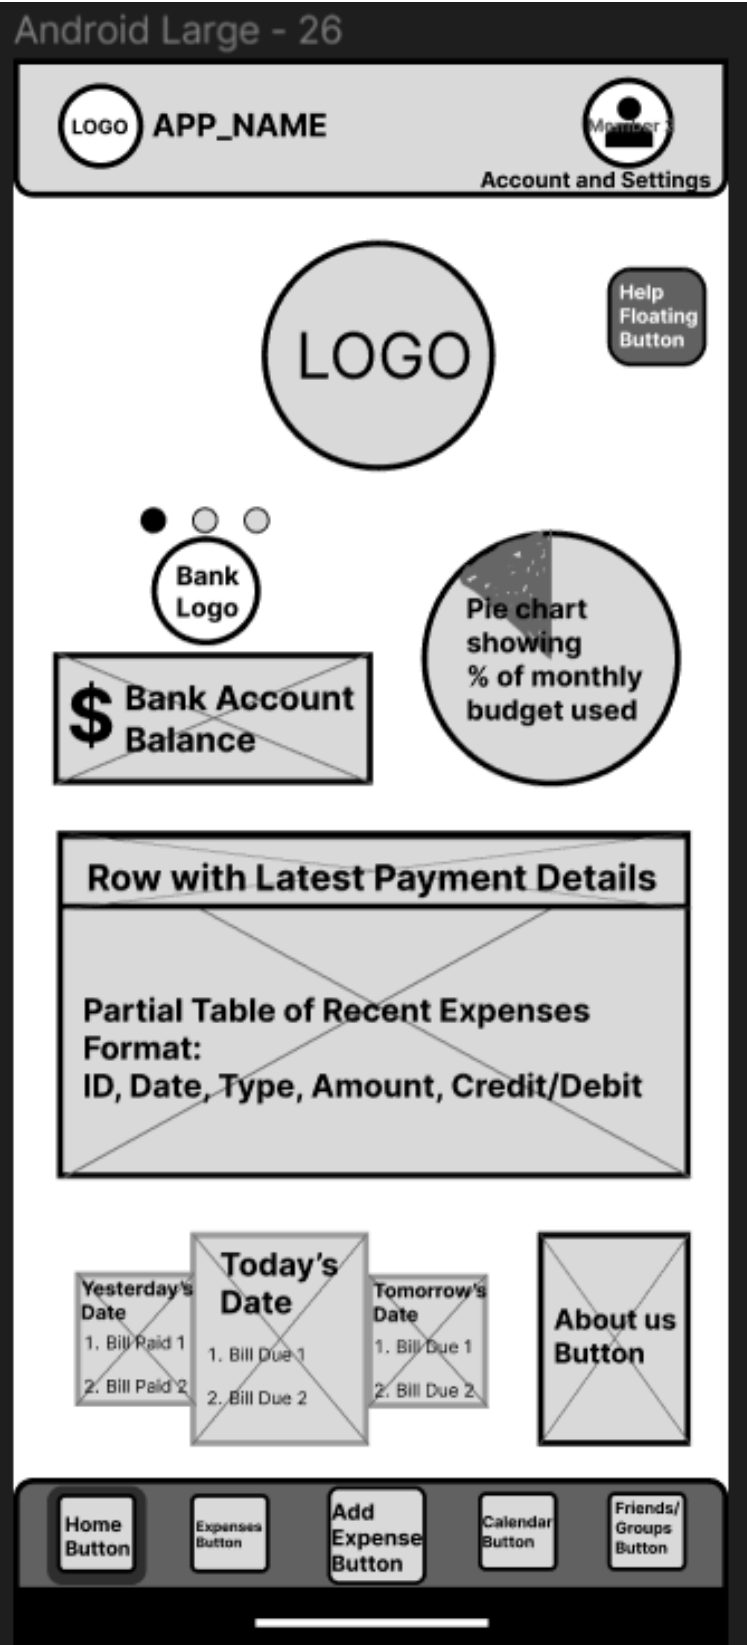 Android Large - 26
LOGO
APP_NAME
Member 3
Account and Settings
LOGO
Help
Floating
Button
Bank
Logo
$ Bank Account
Balance
Pie chart
showing
% of monthly
budget used
Row with Latest Payment Details
Partial Table of Recent Expenses
Format:
ID, Date, Type, Amount, Credit/Debit
Yesterday's
Date
1. Bill Paid 1
2. Bill Paid 2
Today's
Date
1. Bill Due 1
2. Bill Due 2
Tomorrow's
Date
1. Bill Due 1
2. Bill Due 2
About us
Button
Home
Button
Expenses
Button
Add
Expense
Button
Calendar
Button
Friends/
Groups
Button